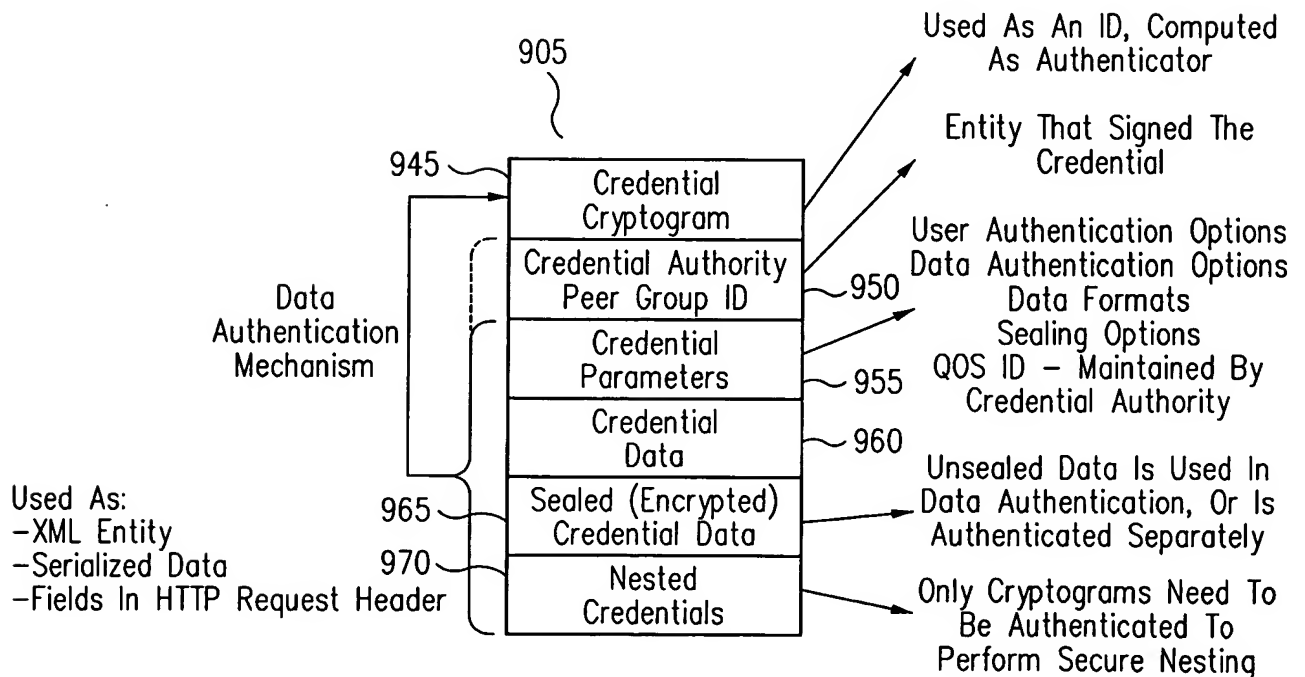 905
Used As An ID, Computed
As Authenticator
Entity That Signed The
Credential
945
Credential
Cryptogram
Credential Authority
Peer Group ID
950
User Authentication Options
Data Authentication Options
Data Formats
Sealing Options
QOS ID – Maintained By
Credential Authority
Data
Authentication
Mechanism
Credential
Parameters
955
Credential
Data
960
Used As:
-XML Entity
-Serialized Data
-Fields In HTTP Request Header
965
Sealed (Encrypted)
Credential Data
Unsealed Data Is Used In
Data Authentication, Or Is
Authenticated Separately
970
Nested
Credentials
Only Cryptograms Need To
Be Authenticated To
Perform Secure Nesting